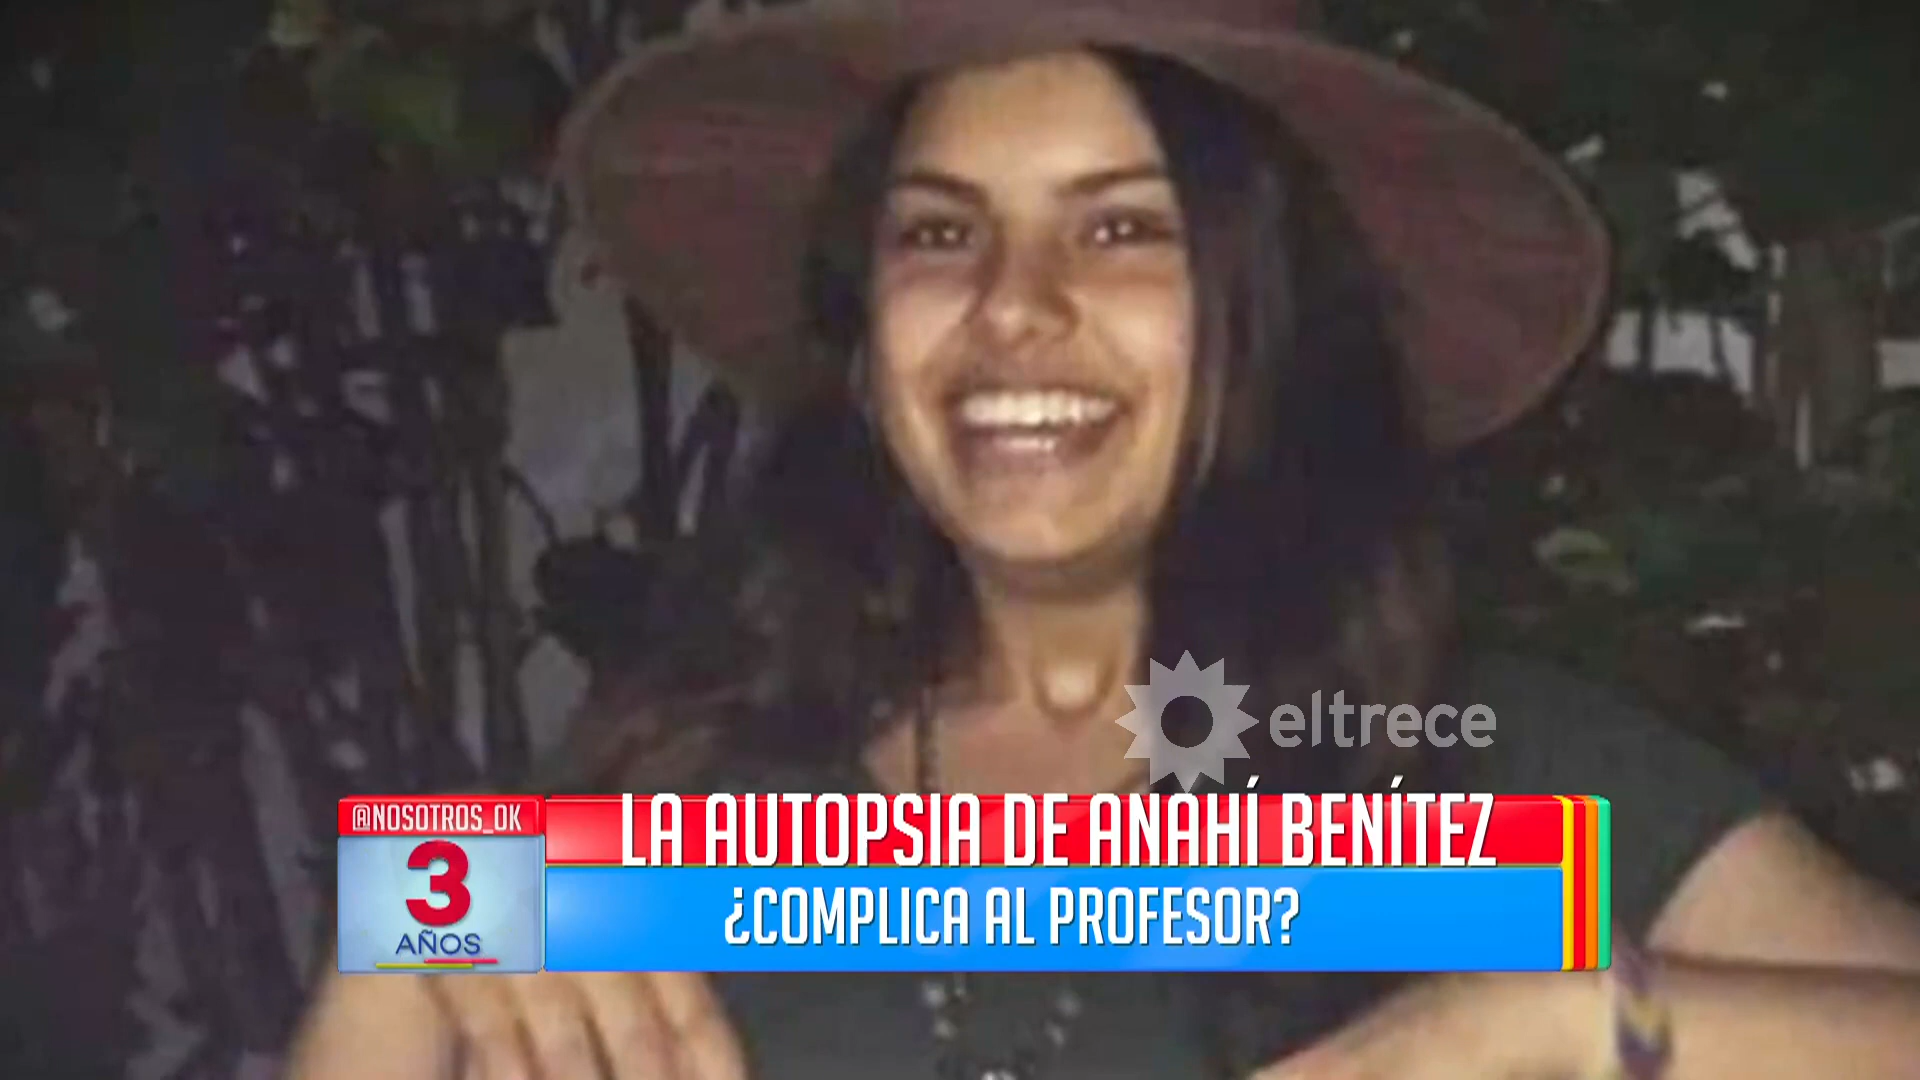 eltrece
@NOSOTROS_OK
LA AUTOPSIA DE ANAHÍ BENÍTEZ
3
AÑOS
¿COMPLICA AL PROFESOR?